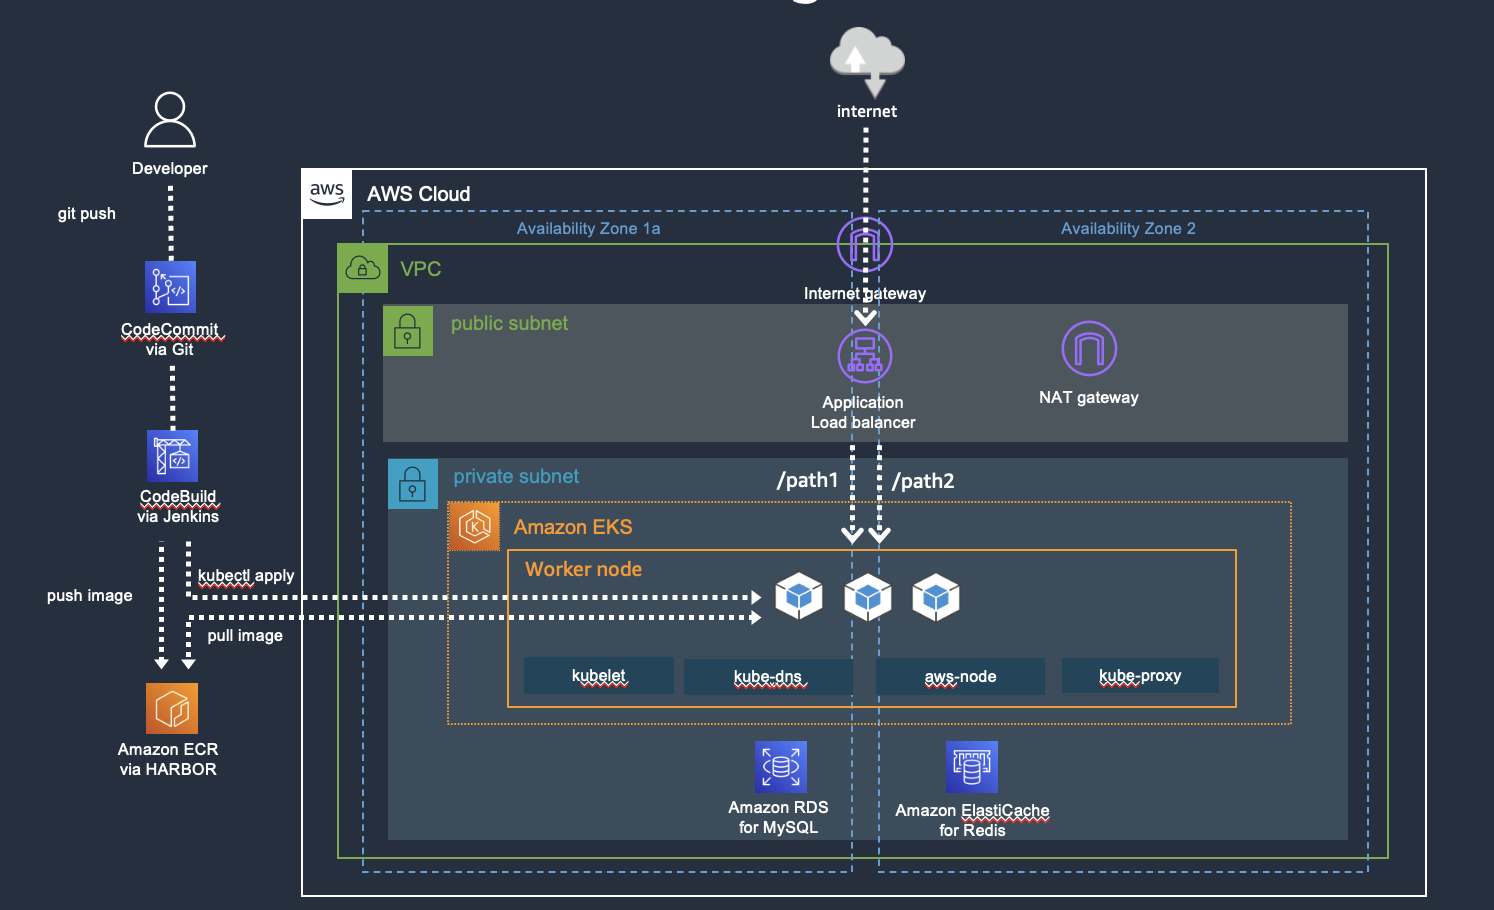 internet
Developer
git push
aws
AWS Cloud
Availability Zone 1a
Availability Zone 2
VPC
Internet gateway
CodeCommit
via Git
public subnet
Application
Load balancer
NAT gateway
private subnet
/path1
/path2
CodeBuild
via Jenkins
Amazon EKS
Worker node
kubectl apply
push image
pull image
kubelet
kube-dns
aws-node
kube-proxy
Amazon ECR
via HARBOR
Amazon RDS
for MySQL
Amazon ElastiCache
for Redis